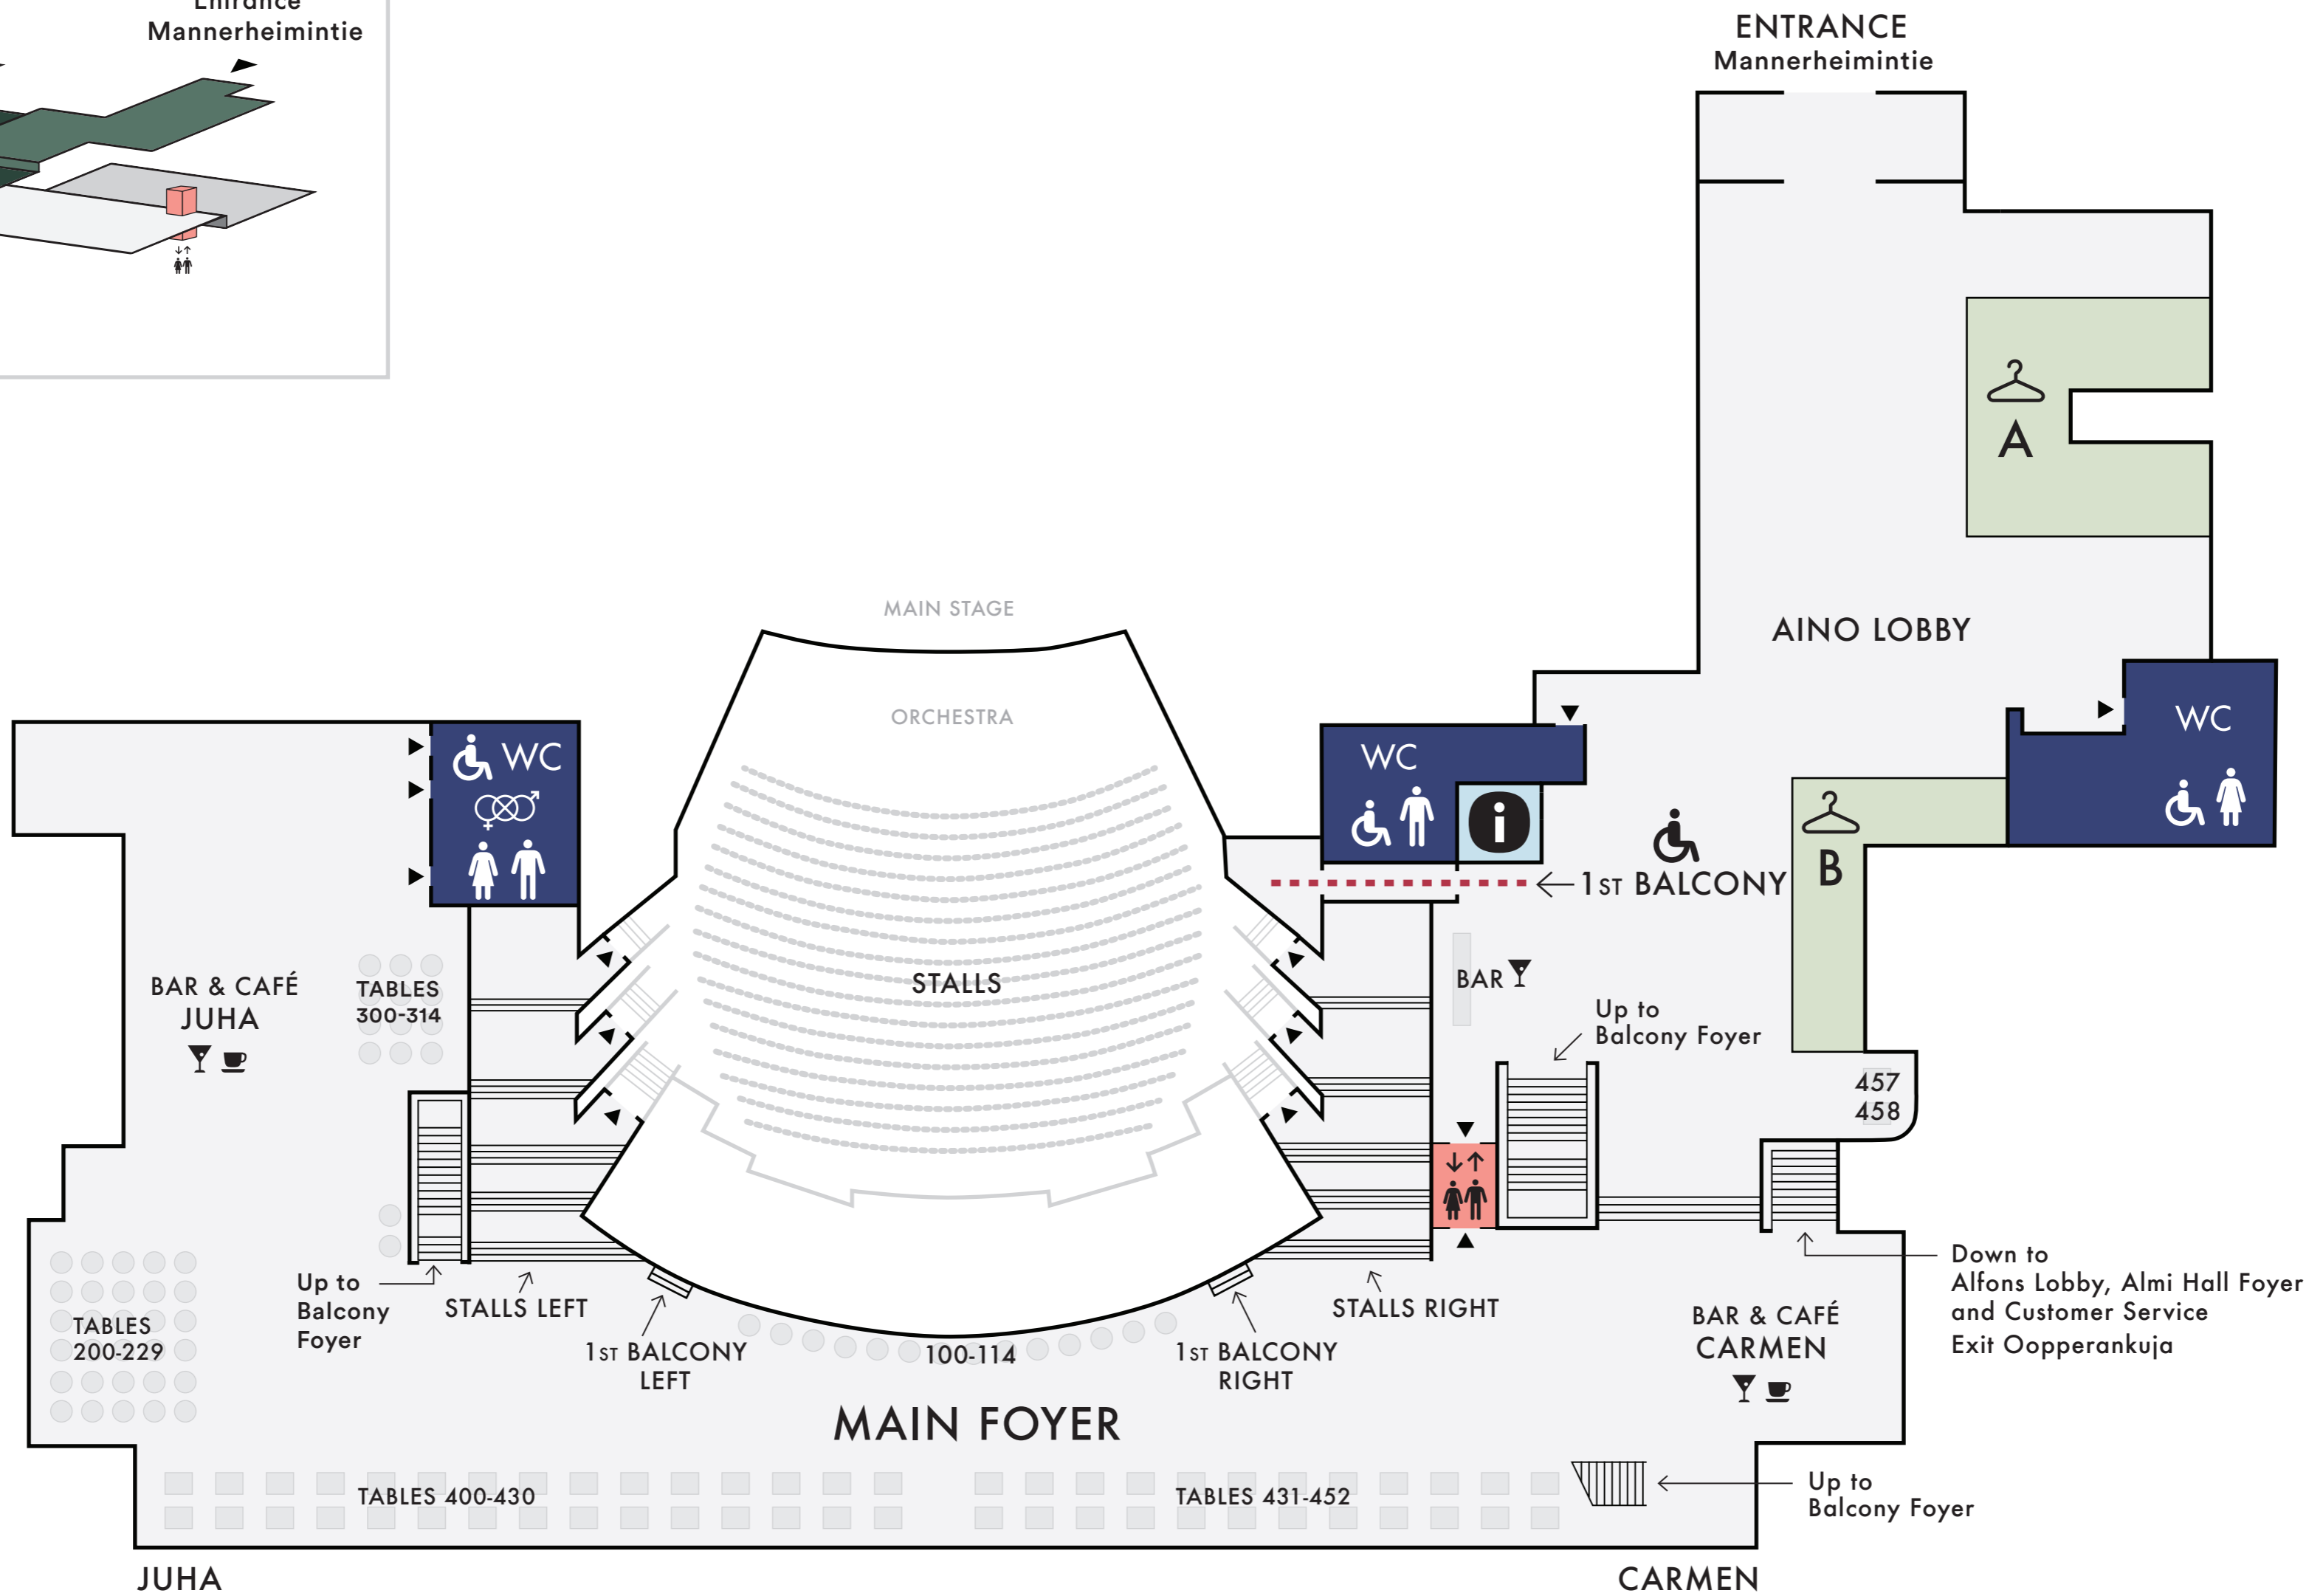 Entrance
Mannerheimintie
ENTRANCE
Mannerheimintie
A
AINO LOBBY
MAIN STAGE
ORCHESTRA
STALLS
WC
WC
i
WC
1ST BALCONY
B
BAR & CAFÉ
JUHA
TABLES
300-314
BAR
Up to
Balcony Foyer
457
458
Up to
Balcony
Foyer
STALLS LEFT
1ST BALCONY
LEFT
100-114
1ST BALCONY
RIGHT
STALLS RIGHT
BAR & CAFÉ
CARMEN
Down to
Alfons Lobby, Almi Hall Foyer
and Customer Service
Exit Oopperankuja
TABLES
200-229
MAIN FOYER
TABLES 400-430
TABLES 431-452
Up to
Balcony Foyer
JUHA
CARMEN